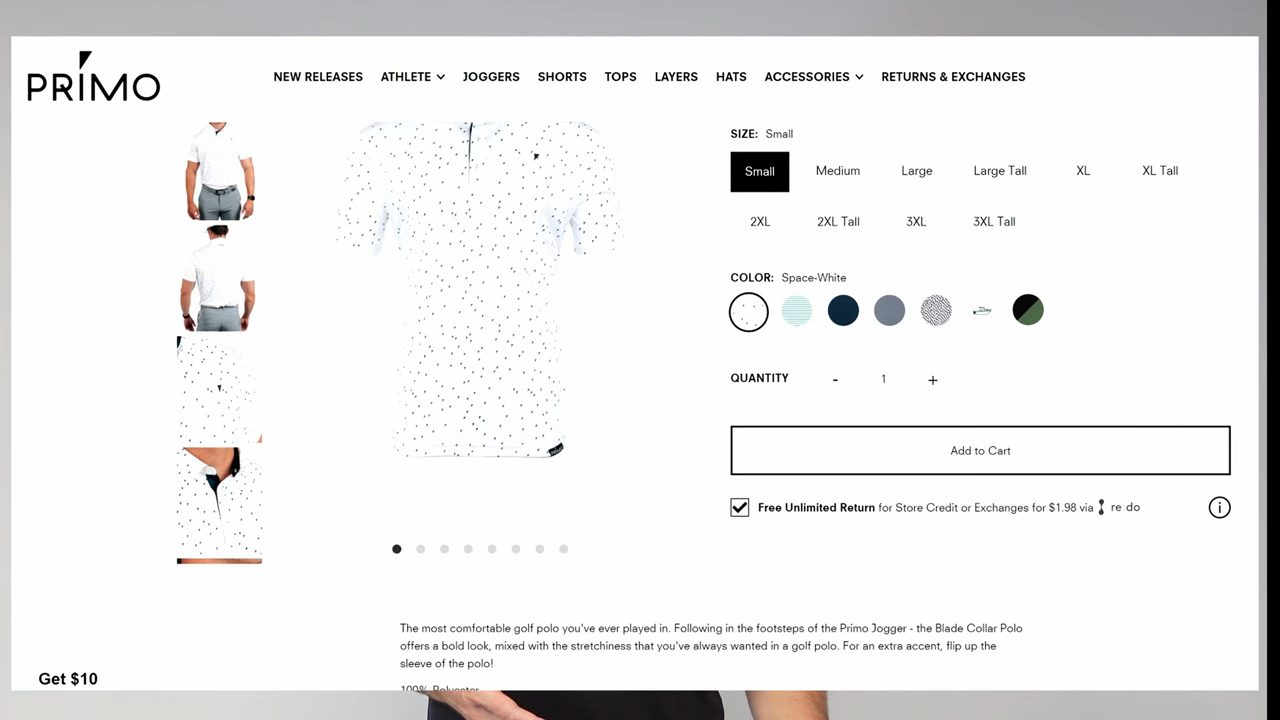 PRIMO
NEW RELEASES ATHLETE JOGGERS SHORTS TOPS LAYERS HATS ACCESSORIES RETURNS & EXCHANGES
SIZE: Small
Small Medium Large Large Tall XL XL Tall
2XL 2XL Tall 3XL 3XL Tall
COLOR: Space-White
QUANTITY - 1 +
Add to Cart
Free Unlimited Return for Store Credit or Exchanges for $1.98 via re do
The most comfortable golf polo you've ever played in. Following in the footsteps of the Primo Jogger - the Blade Collar Polo
offers a bold look, mixed with the stretchiness that you've always wanted in a golf polo. For an extra accent, flip up the
sleeve of the polo!
100% Polyester
Get $10